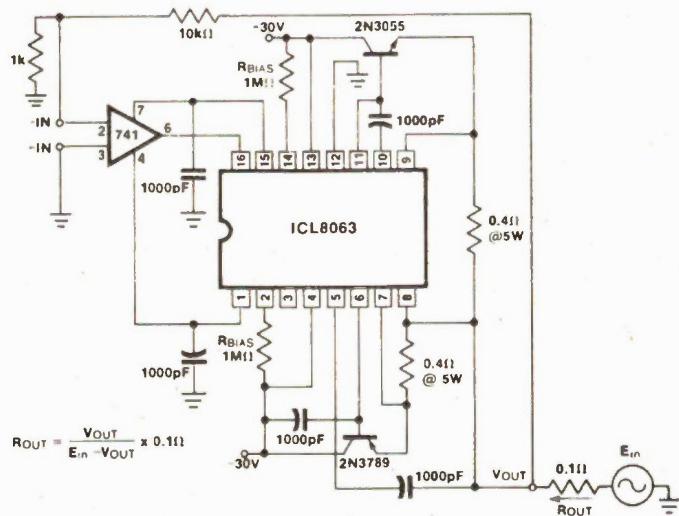 10kΩ
1k
-IN
-IN
2
3
7
4
6
741
1000pF
1000pF
-30V
RBIAS
1MΩ
2N3055
1000pF
16
15
14
13
12
11
10
9
ICL8063
1
2
3
4
5
6
7
8
0.4Ω
@5W
RBIAS
1MΩ
0.4Ω
@ 5W
1000pF
-30V
2N3789
1000pF
ROUT = VOUT / Ein -VOUT x 0.1Ω
VOUT
0.1Ω
Ein
ROUT